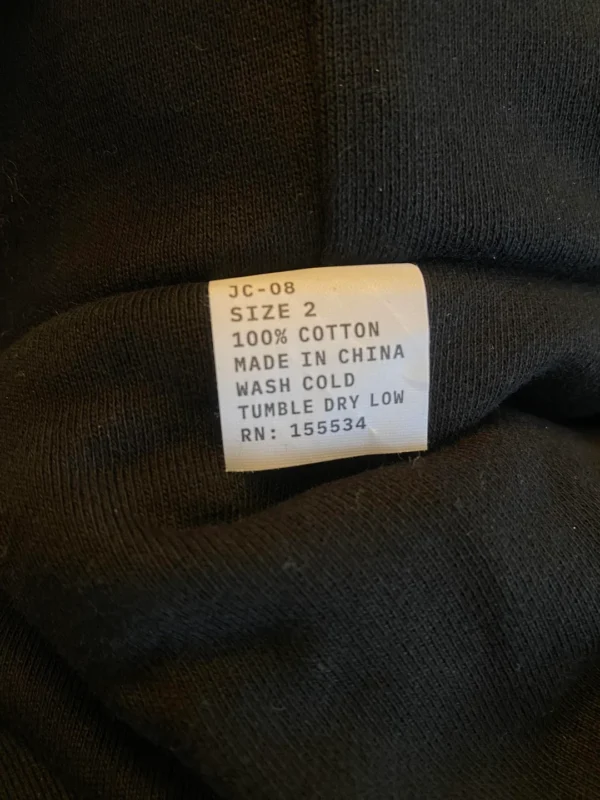 JC-08
SIZE 2
100% COTTON
MADE IN CHINA
WASH COLD
TUMBLE DRY LOW
RN: 155534